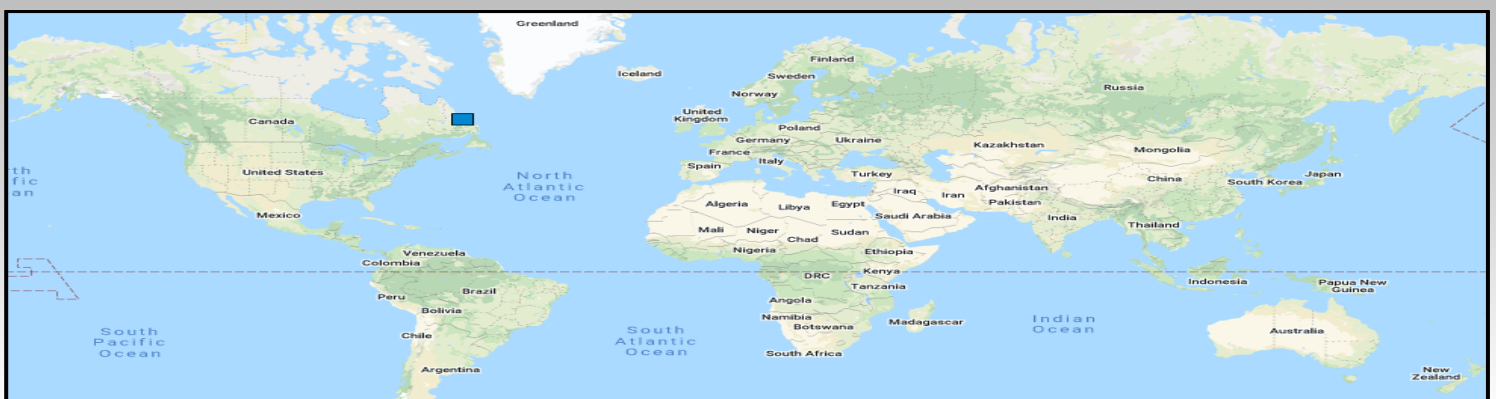 Greenland
Finland
Iceland
Sweden
Russia
Norway
United
Kingdom
Canada
Poland
Germany
Ukraine
Kazakhstan
Mongolia
France
Italy
Spain
United States
North
Atlantic
Ocean
Turkey
China
South Korea
Japan
th
fic
an
Iraq
Iran
Afghanistan
Pakistan
Algeria
Libya
Egypt
Saudi Arabia
Mexico
India
Thailand
Mali
Niger
Chad
Sudan
Nigeria
Ethiopia
Venezuela
Colombia
Kenya
DRC
Tanzania
Indonesia
Papua New
Guinea
Peru
Brazil
Angola
Bolivia
Namibia
Botswana
Madagascar
Indian
Ocean
South
Pacific
Ocean
Chile
South
Atlantic
Ocean
Australia
South Africa
Argentina
New
Zealand